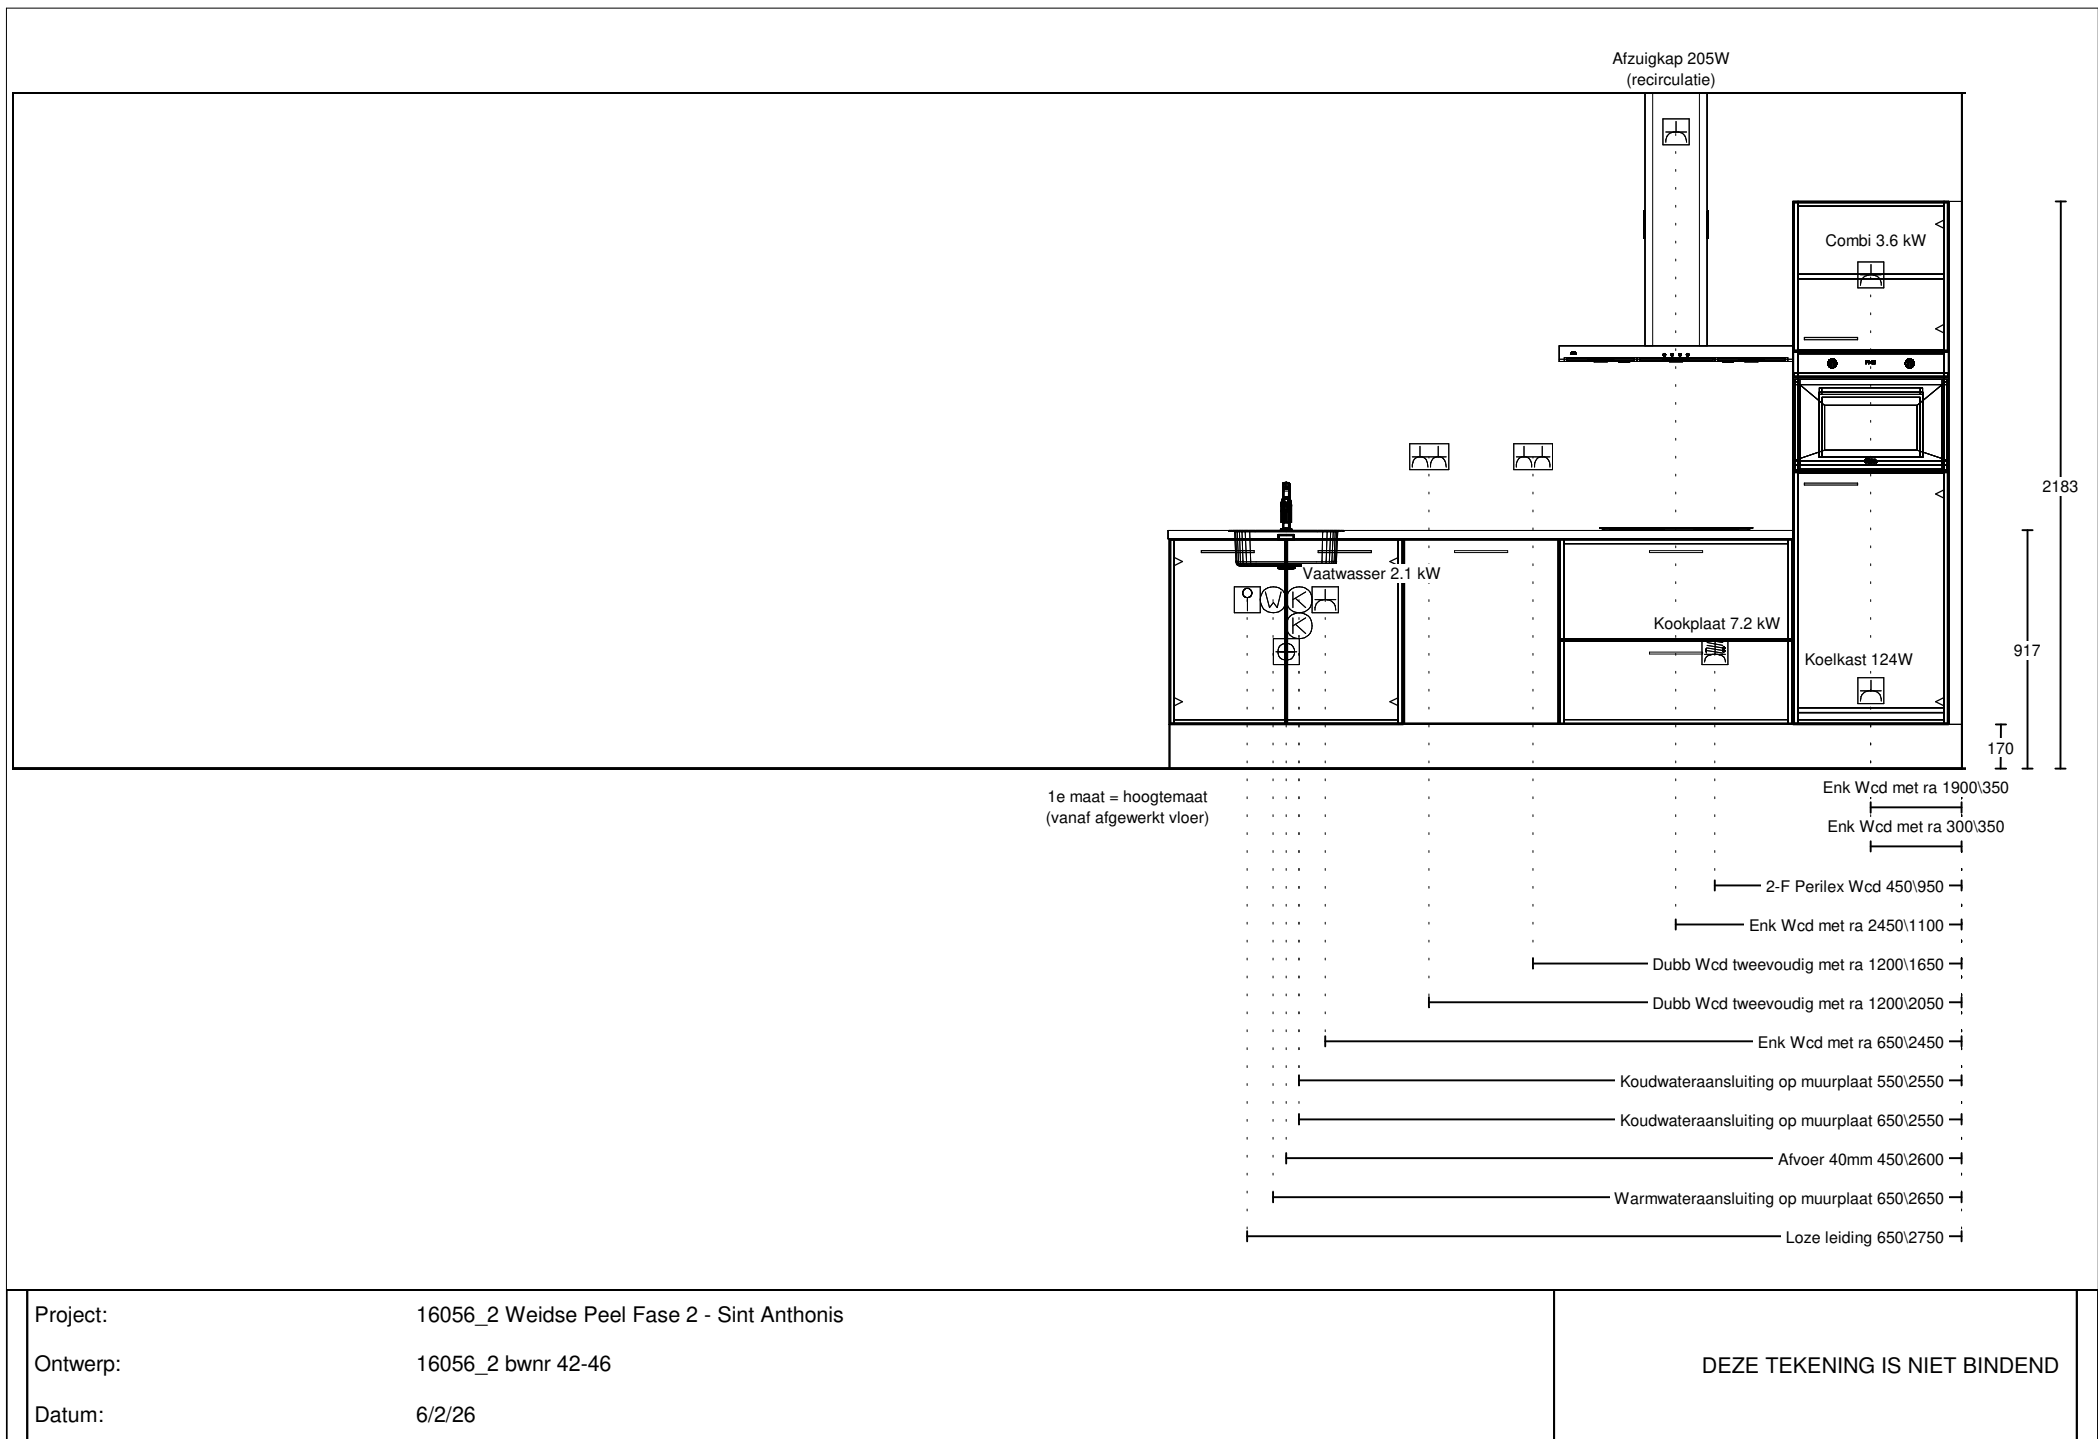 Afzuigkap 205W
(recirculatie)
Combi 3.6 kW
2183
Vaatwasser 2.1 kW
W K
K
Kookplaat 7.2 kW
917
Koelkast 124W
170
1e maat = hoogtemaat
(vanaf afgewerkt vloer)
Enk Wcd met ra 1900\350
Enk Wcd met ra 300\350
2-F Perilex Wcd 450\950
Enk Wcd met ra 2450\1100
Dubb Wcd tweevoudig met ra 1200\1650
Dubb Wcd tweevoudig met ra 1200\2050
Enk Wcd met ra 650\2450
Koudwateraansluiting op muurplaat 550\2550
Koudwateraansluiting op muurplaat 650\2550
Afvoer 40mm 450\2600
Warmwateraansluiting op muurplaat 650\2650
Loze leiding 650\2750
Project: 16056_2 Weidse Peel Fase 2 - Sint Anthonis
Ontwerp: 16056_2 bwnr 42-46
DEZE TEKENING IS NIET BINDEND
Datum: 6/2/26